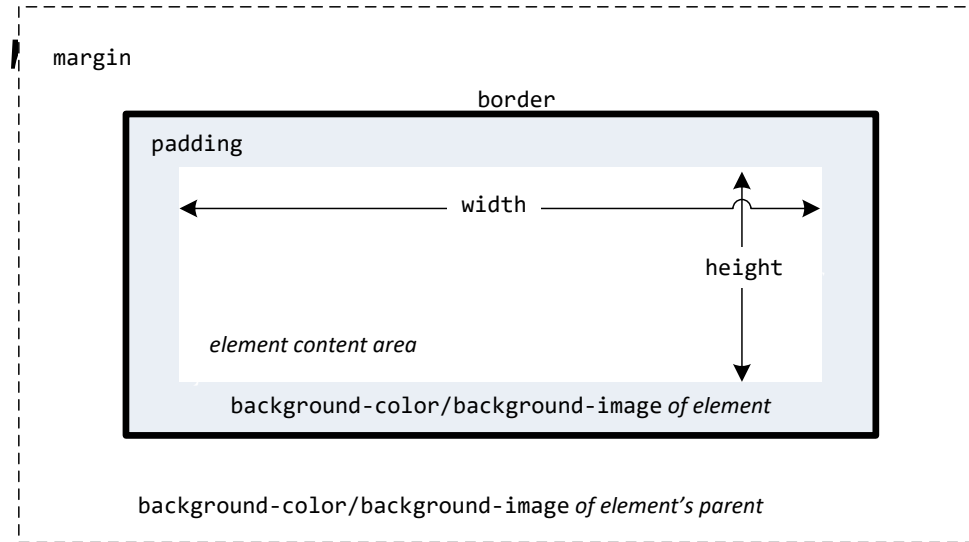 margin
border
padding
width
height
element content area
background-color/background-image of element
background-color/background-image of element’s parent